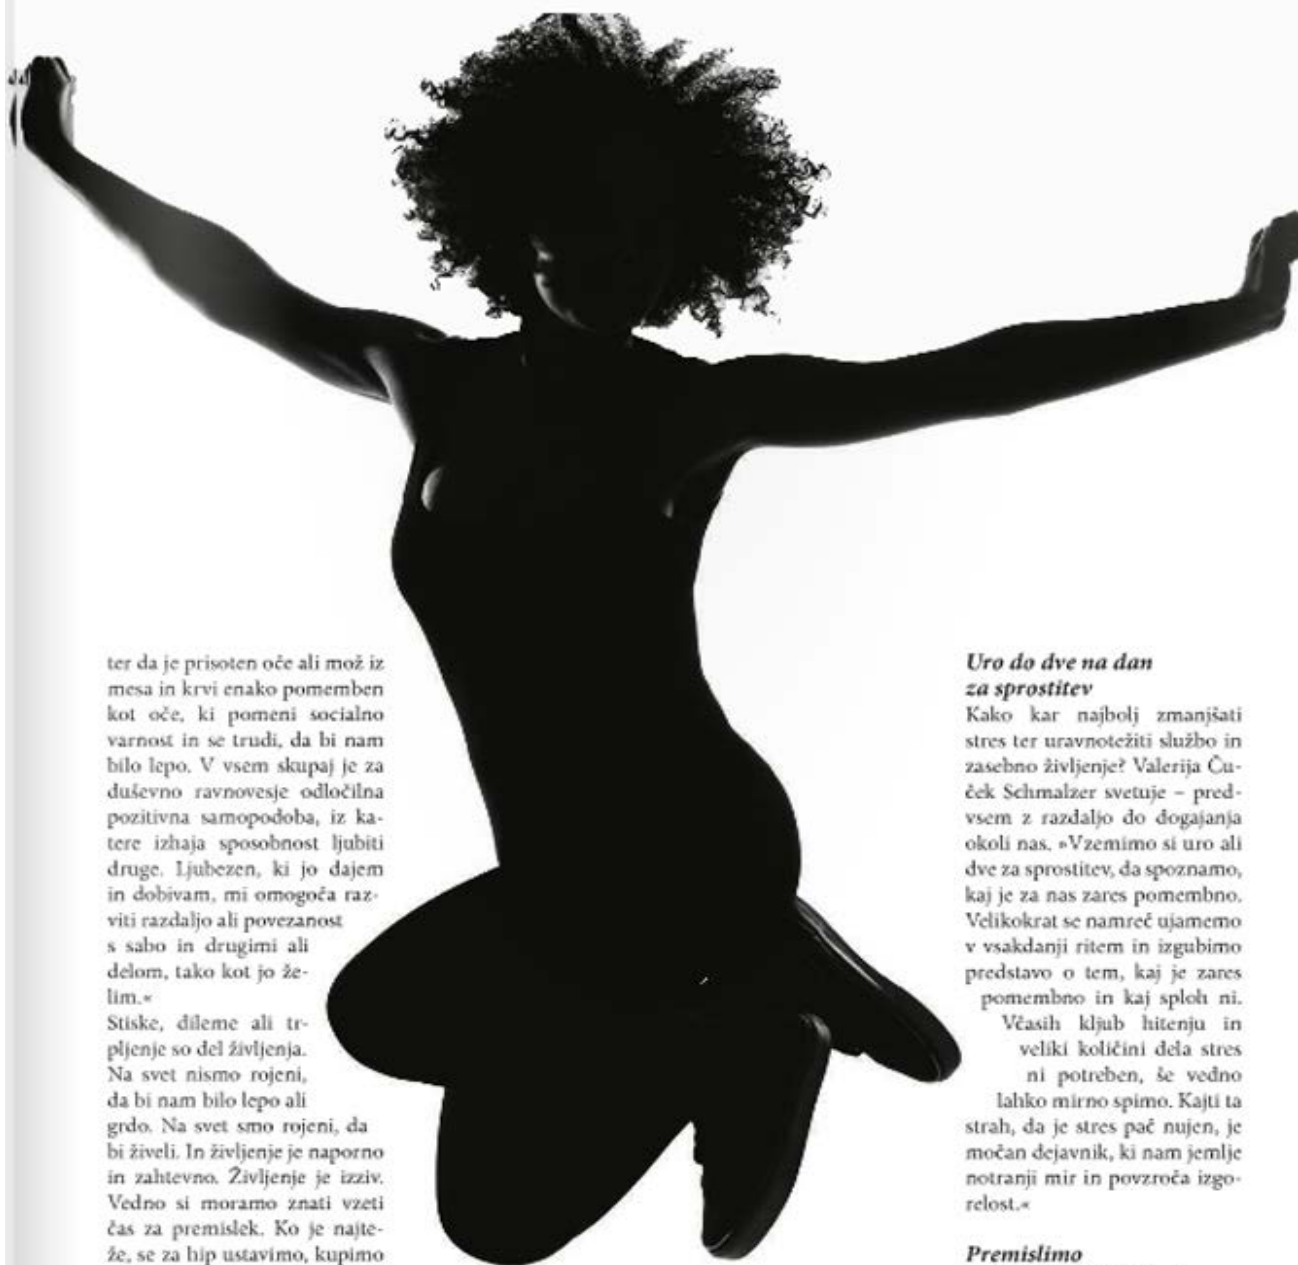 ter da je prisoten oče ali mož iz
mesa in krvi enako pomemben
kot oče, ki pomeni socialno
varnost in se trudi, da bi nam
bilo lepo. V vsem skupaj je za
duševno ravnovesje odločilna
pozitivna samopodoba, iz ka-
tere izhaja sposobnost ljubiti
druge. Ljubezen, ki jo dajem
in dobivam, mi omogoča raz-
viti razdaljo ali povezanost
s sabo in drugimi ali
delom, tako kot jo že-
lim.«
Stiske, dileme ali tr-
pljenje so del življenja.
Na svet nismo rojeni,
da bi nam bilo lepo ali
grdo. Na svet smo rojeni, da
bi živeli. In življenje je naporno
in zahtevno. Življenje je izziv.
Vedno si moramo znati vzeti
čas za premislek. Ko je najte-
že, se za hip ustavimo, kupimo
Uro do dve na dan
za sprostitev
Kako kar najbolj zmanjšati
stres ter uravnotežiti službo in
zasebno življenje? Valerija Ču-
ček Schmalzer svetuje – pred-
vsem z razdaljo do dogajanja
okoli nas. »Vzemimo si uro ali
dve za sprostitev, da spoznamo,
kaj je za nas zares pomembno.
Velikokrat se namreč ujamemo
v vsakdanji ritem in izgubimo
predstavo o tem, kaj je zares
pomembno in kaj sploh ni.
Včasih kljub hitenju in
veliki količini dela stres
ni potreben, še vedno
lahko mirno spimo. Kajti ta
strah, da je stres pač nujen, je
močan dejavnik, ki nam jemlje
notranji mir in povzroča izgo-
relost.«
Premislimo